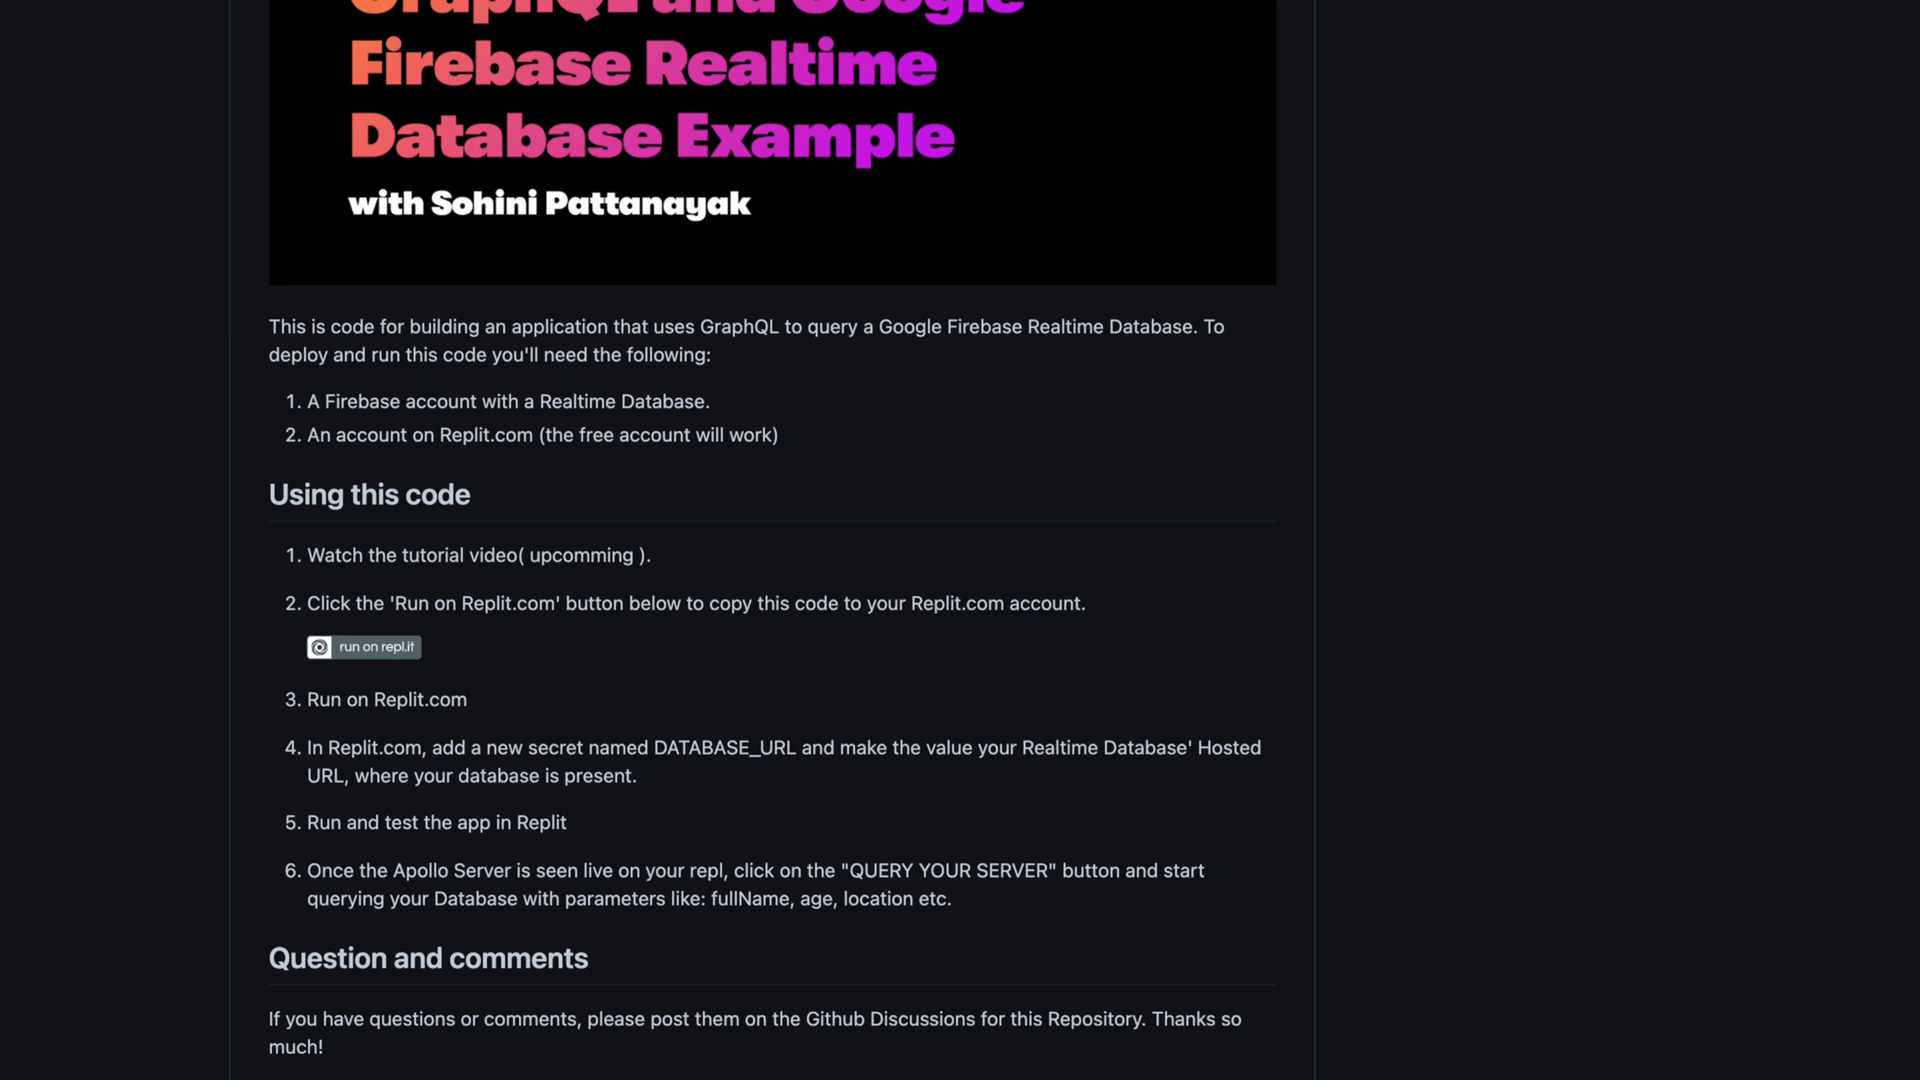 GraphQL and Google
Firebase Realtime
Database Example
with Sohini Pattanayak
This is code for building an application that uses GraphQL to query a Google Firebase Realtime Database. To
deploy and run this code you'll need the following:
1. A Firebase account with a Realtime Database.
2. An account on Replit.com (the free account will work)
Using this code
1. Watch the tutorial video( upcomming ).
2. Click the 'Run on Replit.com' button below to copy this code to your Replit.com account.
run on repl.it
3. Run on Replit.com
4. In Replit.com, add a new secret named DATABASE_URL and make the value your Realtime Database' Hosted
URL, where your database is present.
5. Run and test the app in Replit
6. Once the Apollo Server is seen live on your repl, click on the "QUERY YOUR SERVER" button and start
querying your Database with parameters like: fullName, age, location etc.
Question and comments
If you have questions or comments, please post them on the Github Discussions for this Repository. Thanks so
much!